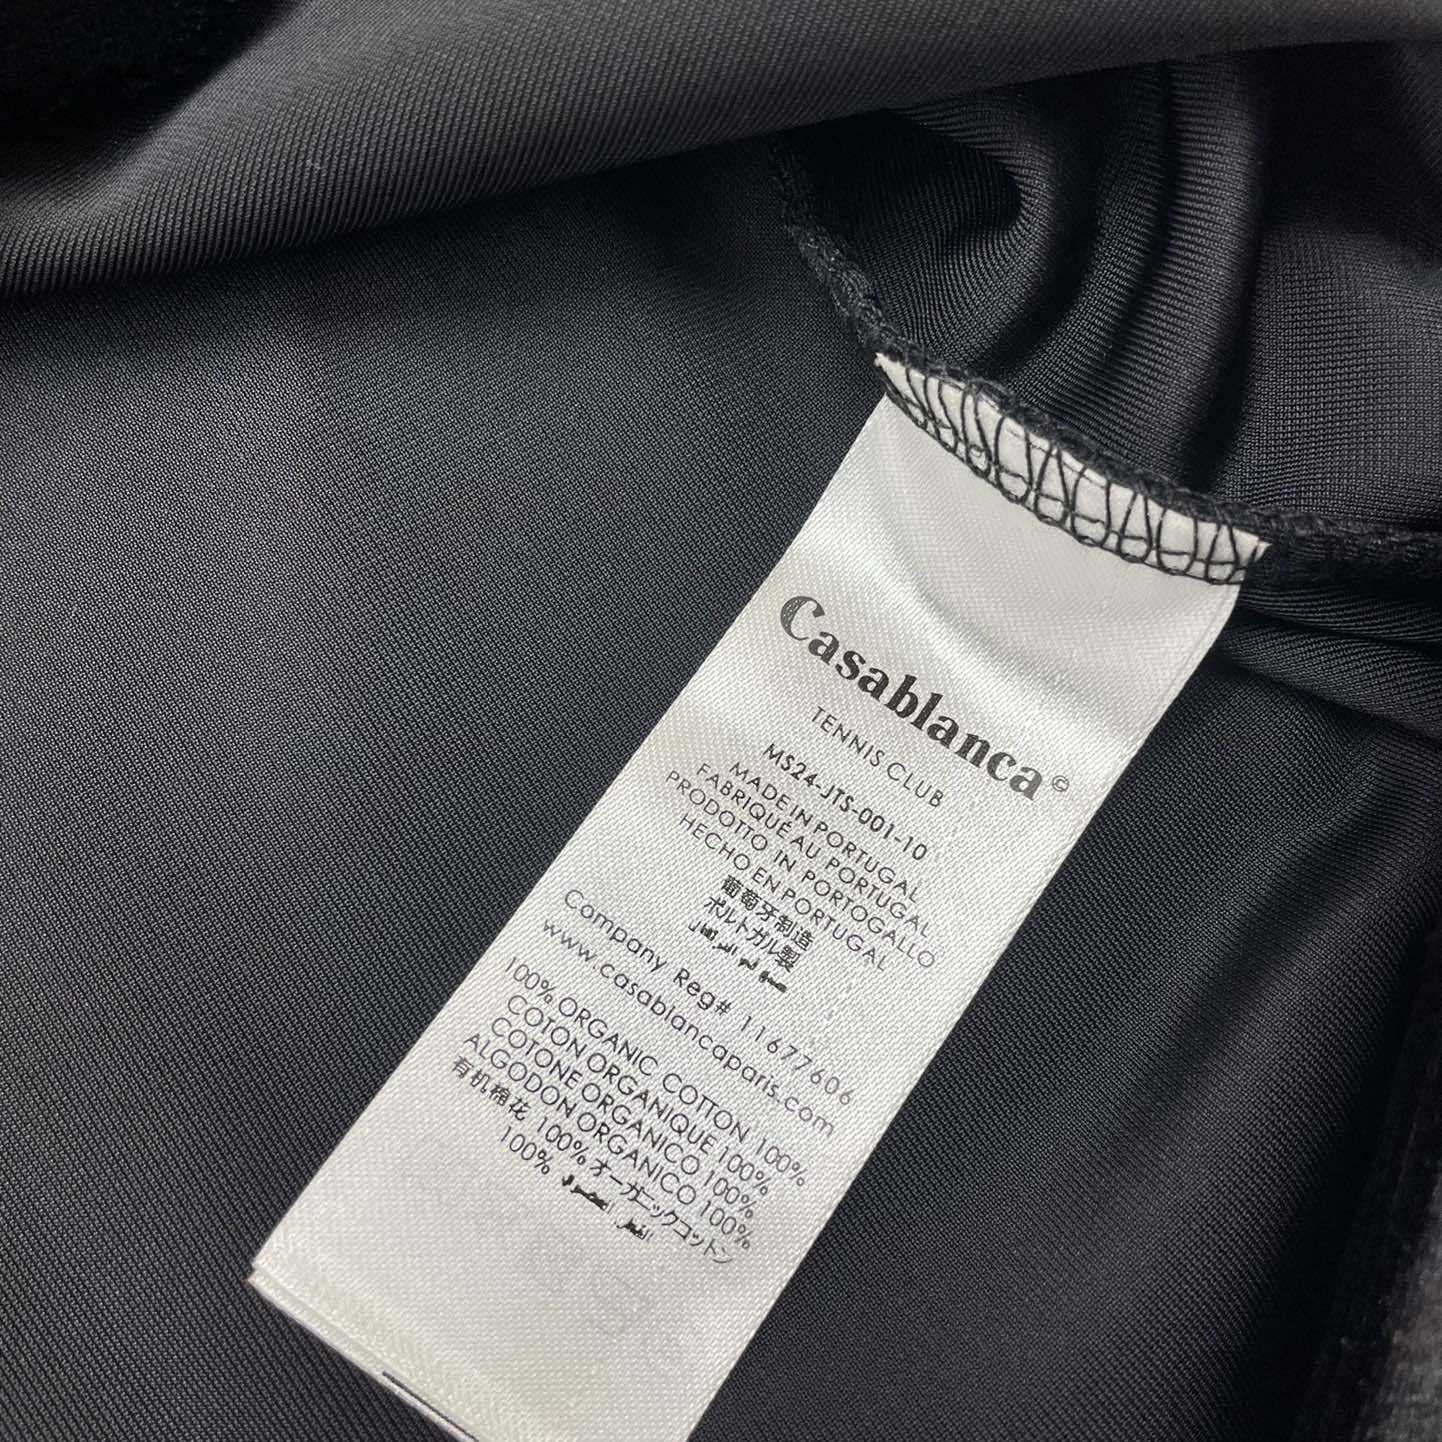 Casablanca©
TENNIS CLUB
MS24-JTS-001-10
MADE IN PORTUGAL
FABRIQUÉ AU PORTUGAL
PRODOTTO IN PORTOGALLO
HECHO EN PORTUGAL
葡萄牙制造
ポルトガル製
Company Reg# 11677606
www.casablancaparis.com
100% ORGANIC COTTON 100%
COTON ORGANIQUE 100%
COTONE ORGANICO 100%
ALGODON ORGANICO 100%
有机棉花 100% オーガニックコットン
100%